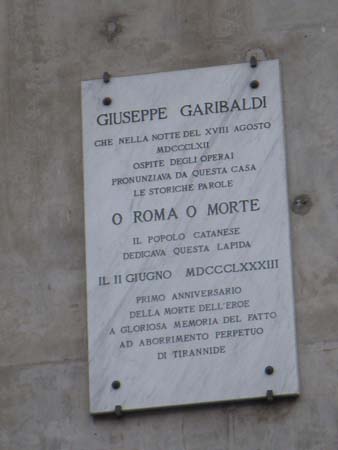 GIUSEPPE GARIBALDI
CHE NELLA NOTTE DEL XVIII AGOSTO
MDCCCLXII
OSPITE DEGLI OPERAI
PRONUNZIAVA DA QUESTA CASA
LE STORICHE PAROLE
O ROMA O MORTE
IL POPOLO CATANESE
DEDICAVA QUESTA LAPIDA
IL II GIUGNO MDCCCLXXXIII
PRIMO ANNIVERSARIO
DELLA MORTE DELL'EROE
A GLORIOSA MEMORIA DEL FATTO
AD ABORRIMENTO PERPETUO
DI TIRANNIDE